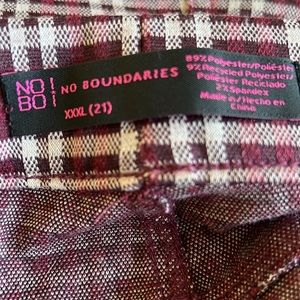 NO
BO
NO BOUNDARIES
XXXL (21)
89% Polyester/Poliéster
9% Recycled Polyester/
Poliéster Reciclado
2% Spandex
Made in/Hecho en
China